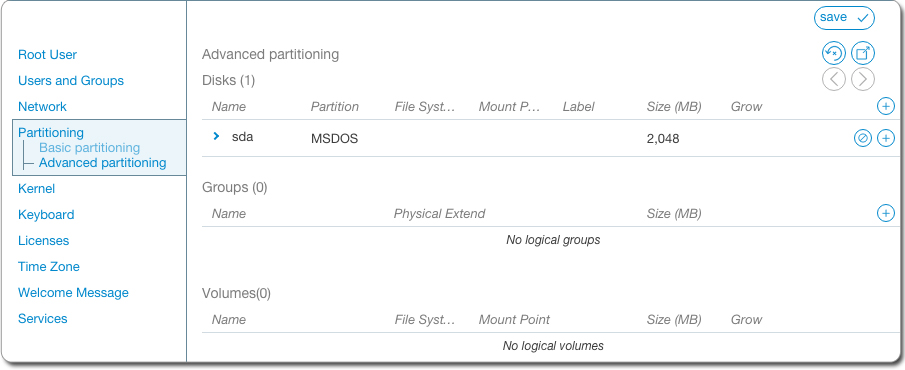 save
Root User
Users and Groups
Network
Partitioning
Basic partitioning
Advanced partitioning
Kernel
Keyboard
Licenses
Time Zone
Welcome Message
Services
Advanced partitioning
Disks (1)
Name Partition File Syst... Mount P... Label Size (MB) Grow
sda MSDOS 2,048
Groups (0)
Name Physical Extend Size (MB)
No logical groups
Volumes(0)
Name File Syst... Mount Point Size (MB) Grow
No logical volumes